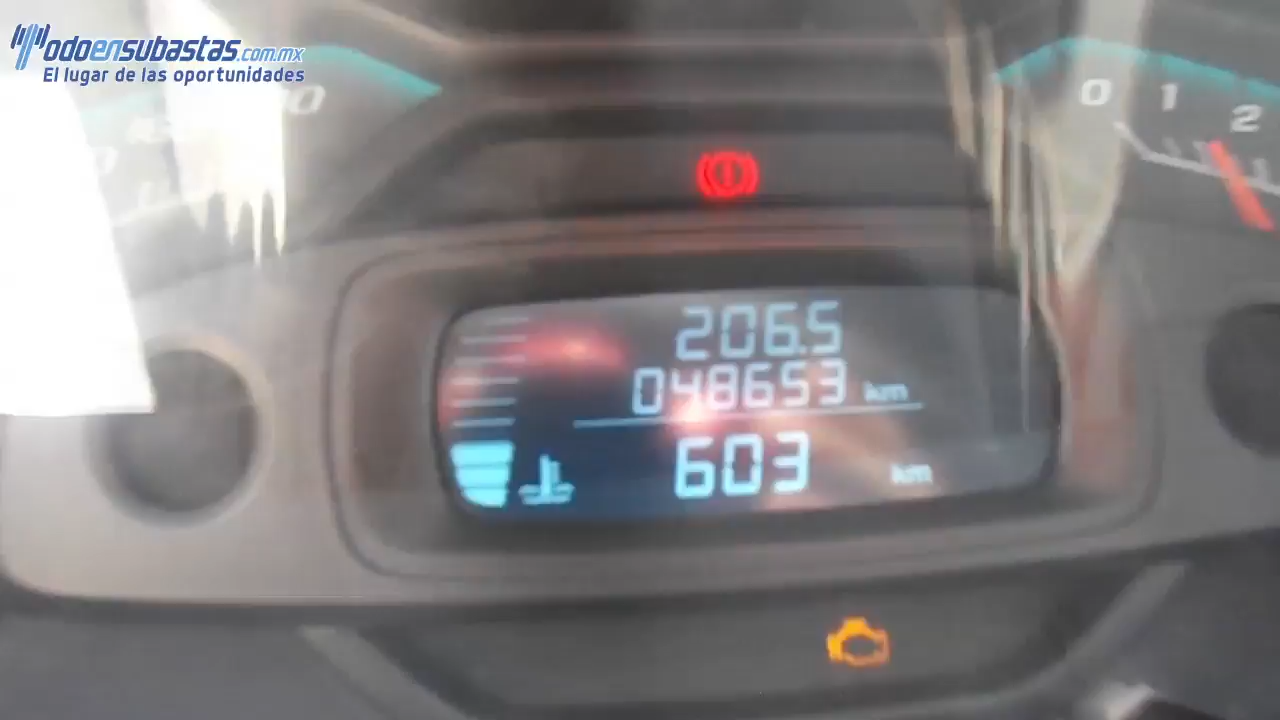 Todoensubastas.com.mx
El lugar de las oportunidades
0 1 2
206.5
048653 km
603 km